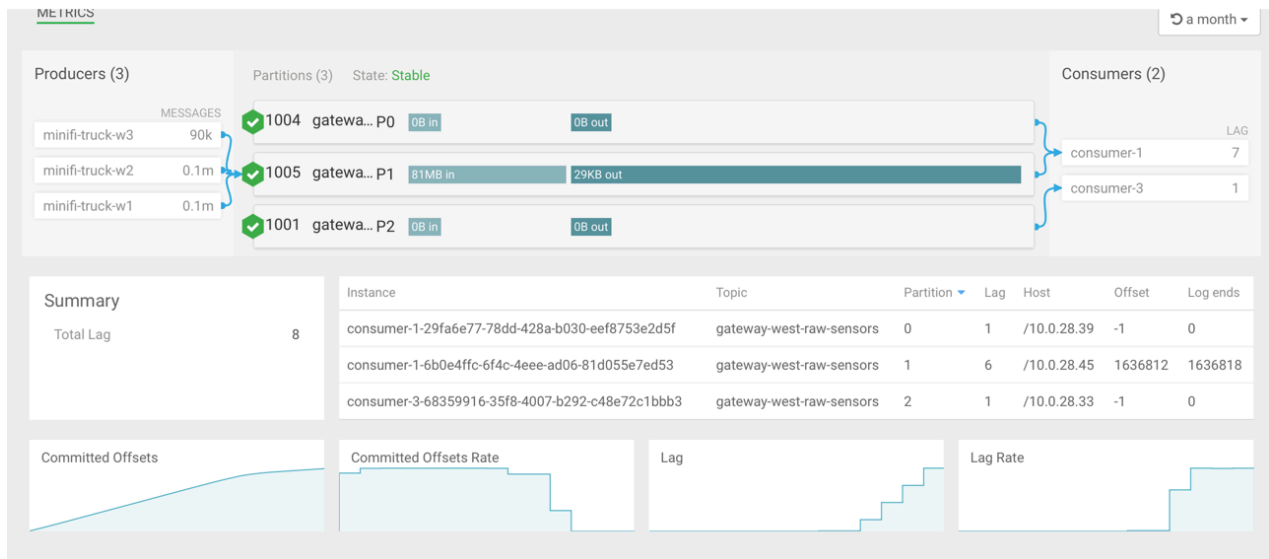 METRICS
a month
Producers (3)
Partitions (3) State: Stable
Consumers (2)
MESSAGES
minifi-truck-w3 90k
minifi-truck-w2 0.1m
minifi-truck-w1 0.1m
1004 gatewa... P0 0B in 0B out
1005 gatewa... P1 81MB in 29KB out
1001 gatewa... P2 0B in 0B out
LAG
consumer-1 7
consumer-3 1
Summary
Total Lag 8
Instance Topic Partition Lag Host Offset Log ends
consumer-1-29fa6e77-78dd-428a-b030-eef8753e2d5f gateway-west-raw-sensors 0 1 /10.0.28.39 -1 0
consumer-1-6b0e4ffc-6f4c-4eee-ad06-81d055e7ed53 gateway-west-raw-sensors 1 6 /10.0.28.45 1636812 1636818
consumer-3-68359916-35f8-4007-b292-c48e72c1bbb3 gateway-west-raw-sensors 2 1 /10.0.28.33 -1 0
Committed Offsets
Committed Offsets Rate
Lag
Lag Rate